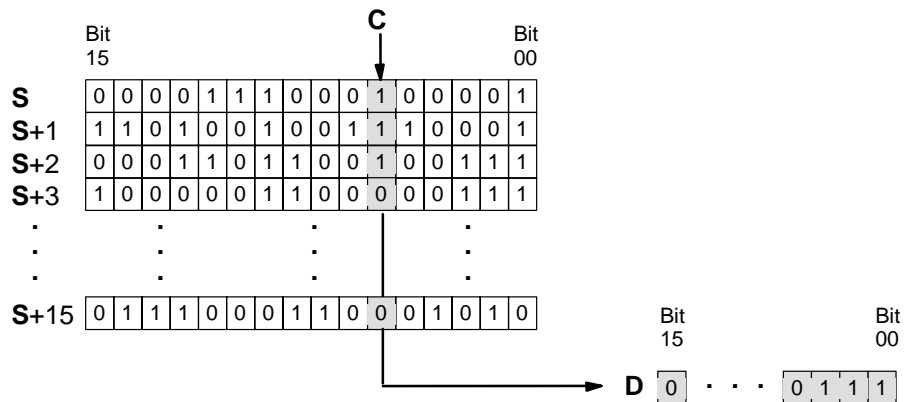 C
Bit Bit
15 00
S 0 0 0 0 1 1 1 0 0 0 1 0 0 0 0 1
S+1 1 1 0 1 0 0 1 0 0 1 1 1 0 0 0 1
S+2 0 0 0 1 1 0 1 1 0 0 1 0 0 1 1 1
S+3 1 0 0 0 0 0 1 1 0 0 0 0 0 1 1 1
S+15 0 1 1 1 0 0 0 1 1 0 0 0 1 0 1 0
Bit Bit
15 00
D 0 · · · 0 1 1 1